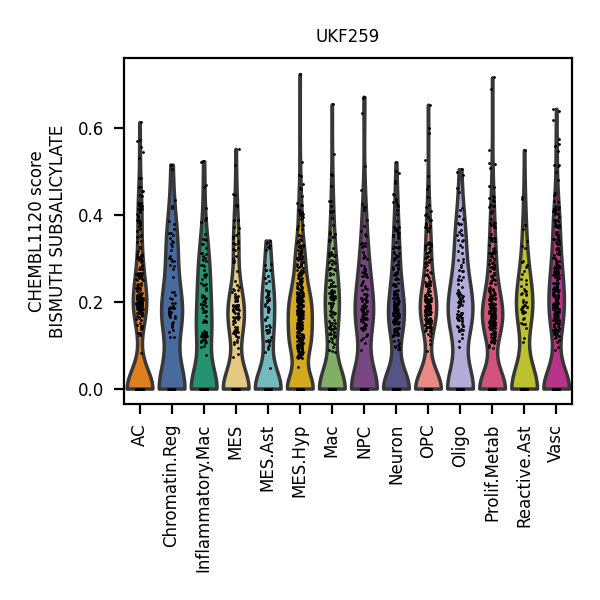 UKF259
CHEMBL1120 score
BISMUTH SUBSALICYLATE
0.6
0.4
0.2
0.0
AC
Chromatin.Reg
Inflammatory.Mac
MES
MES.Ast
MES.Hyp
Mac
NPC
Neuron
OPC
Oligo
Prolif.Metab
Reactive.Ast
Vasc